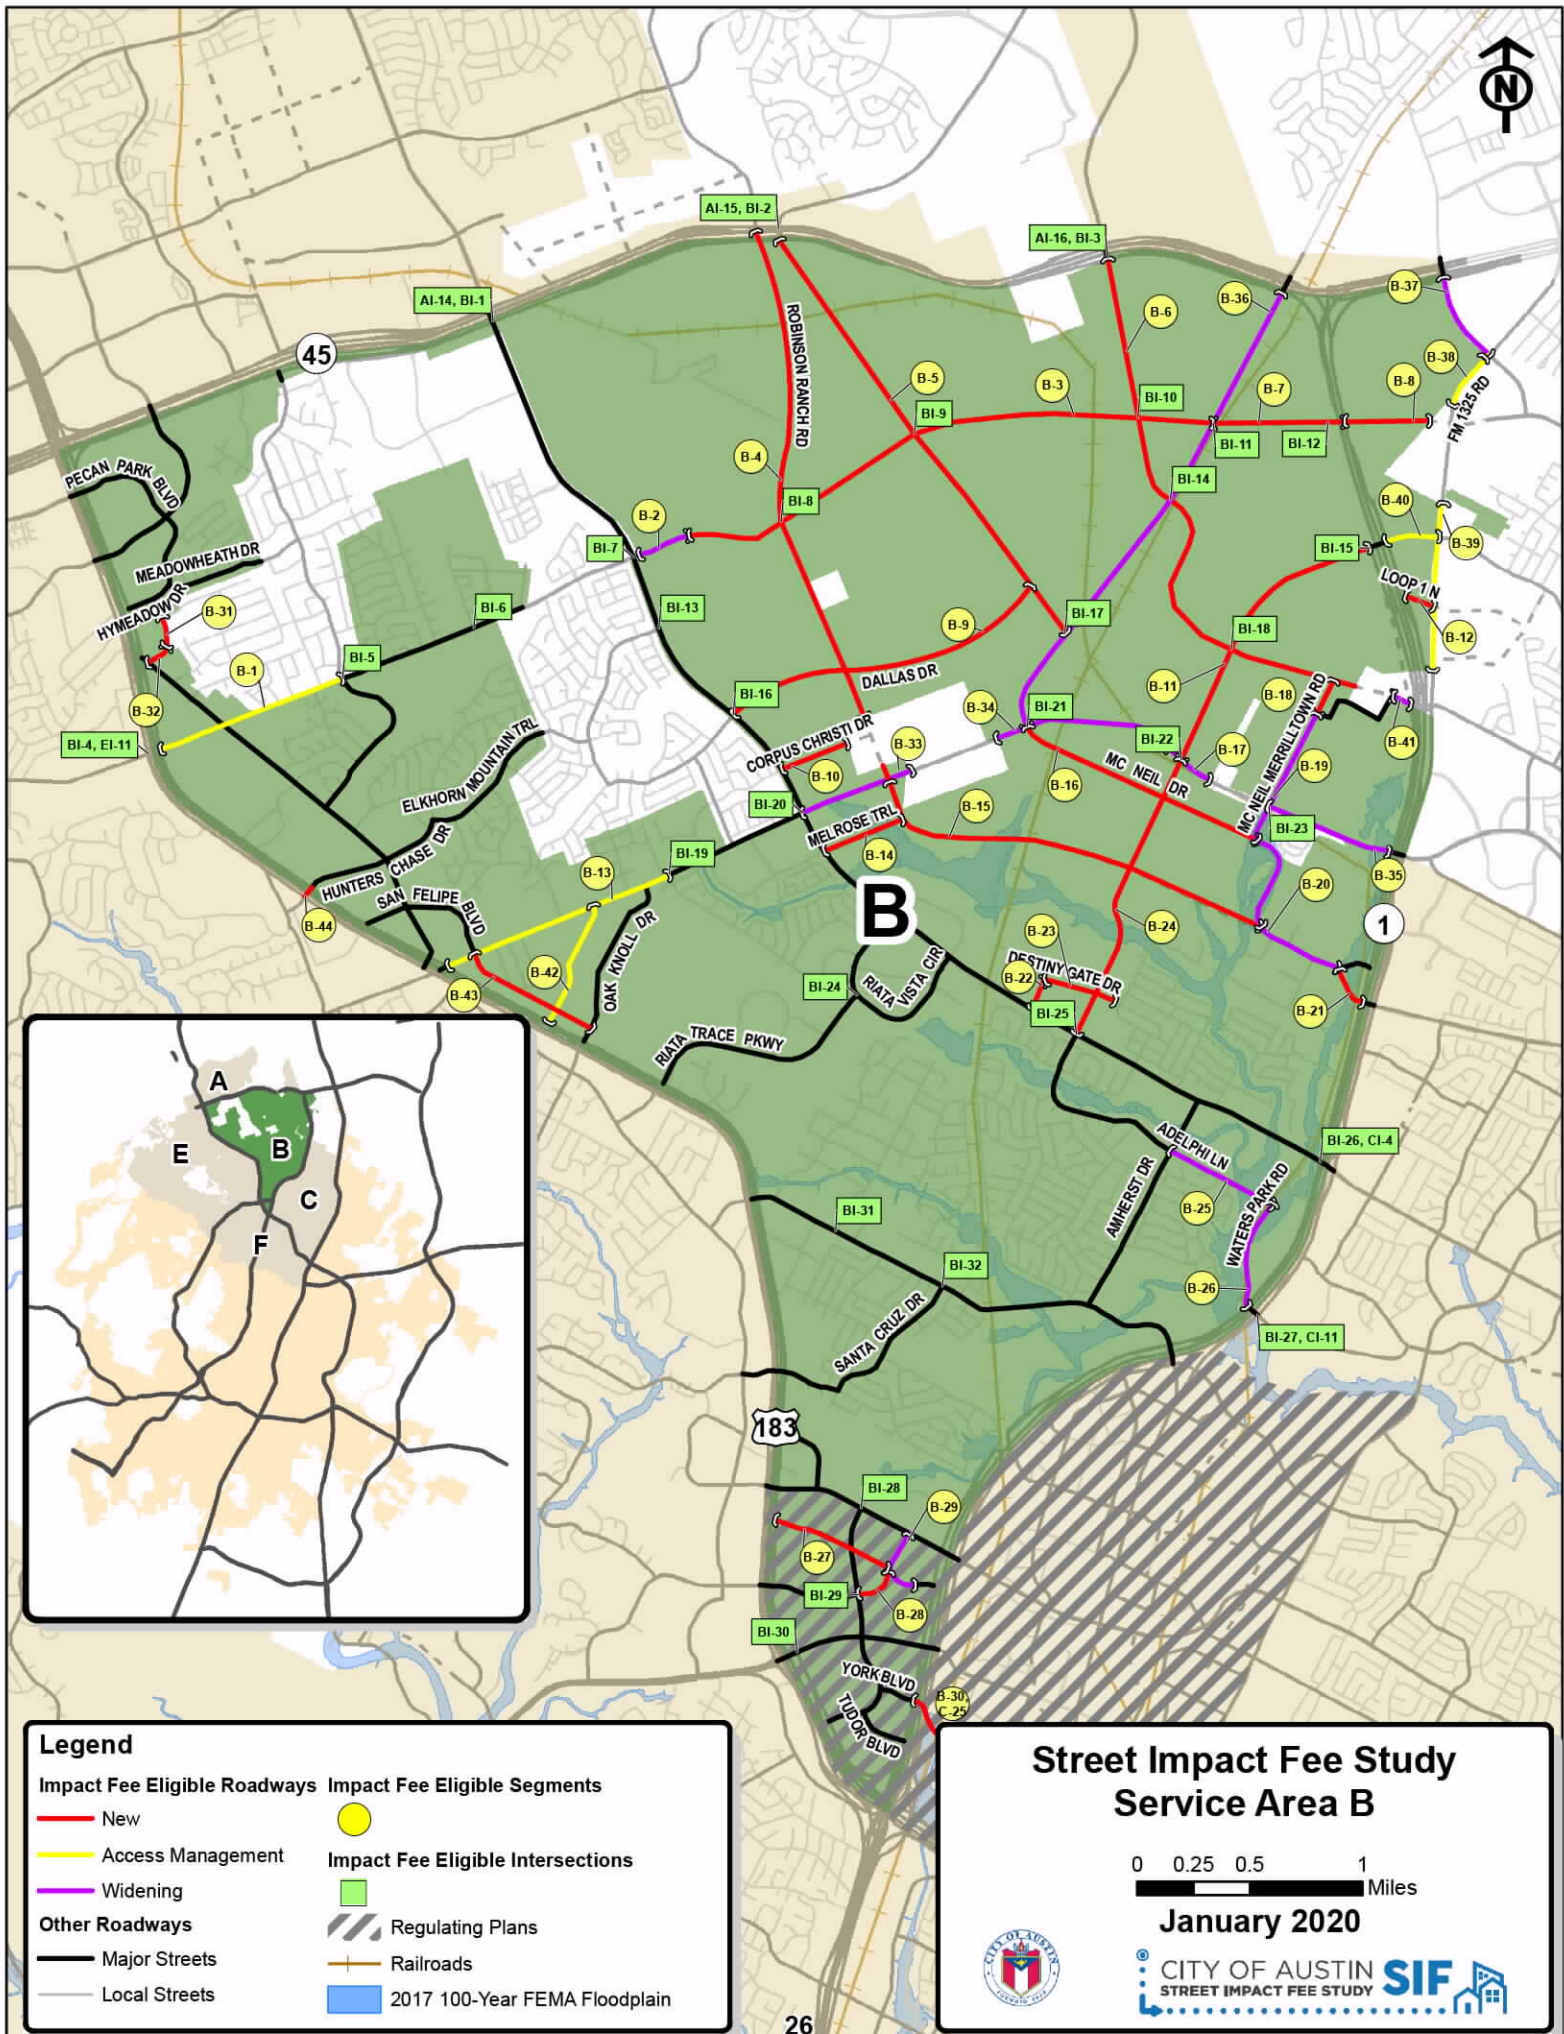 N
AI-15, BI-2
AI-16, BI-3
B-37
AI-14, BI-1
B-36
B-6
45
ROBINSON RANCH RD
B-38
B-5
B-3
B-7
B-8
FM 1325 RD
BI-9
BI-10
BI-11
BI-12
B-4
PECAN PARK BLVD
BI-14
BI-8
B-40
B-2
BI-7
BI-15
B-39
MEADOWHEATH DR
LOOP 1 N
HYMEADOW DR
B-31
BI-6
BI-13
B-9
BI-17
BI-18
B-12
B-1
BI-5
DALLAS DR
B-11
B-18
B-32
BI-16
B-34
BI-21
MC NEIL MERRILLTOWN RD
BI-4, EI-11
CORPUS CHRISTI DR
B-33
BI-22
B-17
B-41
ELKHORN MOUNTAIN TRL
B-10
B-16
MC NEIL DR
B-19
BI-20
MELROSE TRL
B-15
BI-23
HUNTERS CHASE DR
BI-19
B-14
B-35
B-13
B-20
SAN FELIPE BLVD
B
B-44
OAK KNOLL DR
B-23
B-24
1
B-42
DESTINY GATE DR
B-22
BI-24
RIATA VISTA CIR
B-43
BI-25
B-21
RIATA TRACE PKWY
ADELPHI LN
BI-26, CI-4
AMHERST DR
B-25
WATERS PARK RD
BI-31
BI-32
B-26
SANTA CRUZ DR
BI-27, CI-11
183
BI-28
B-29
B-27
BI-29
B-28
BI-30
YORK BLVD
B-30,
C-25
TUDOR BLVD
A
E
B
C
F
Legend
Impact Fee Eligible Roadways
New
Access Management
Widening
Other Roadways
Major Streets
Local Streets
Impact Fee Eligible Segments
Impact Fee Eligible Intersections
Regulating Plans
Railroads
2017 100-Year FEMA Floodplain
Street Impact Fee Study
Service Area B
0 0.25 0.5 1
Miles
January 2020
CITY OF AUSTIN
FOUNDED 1839
CITY OF AUSTIN SIF
STREET IMPACT FEE STUDY
26